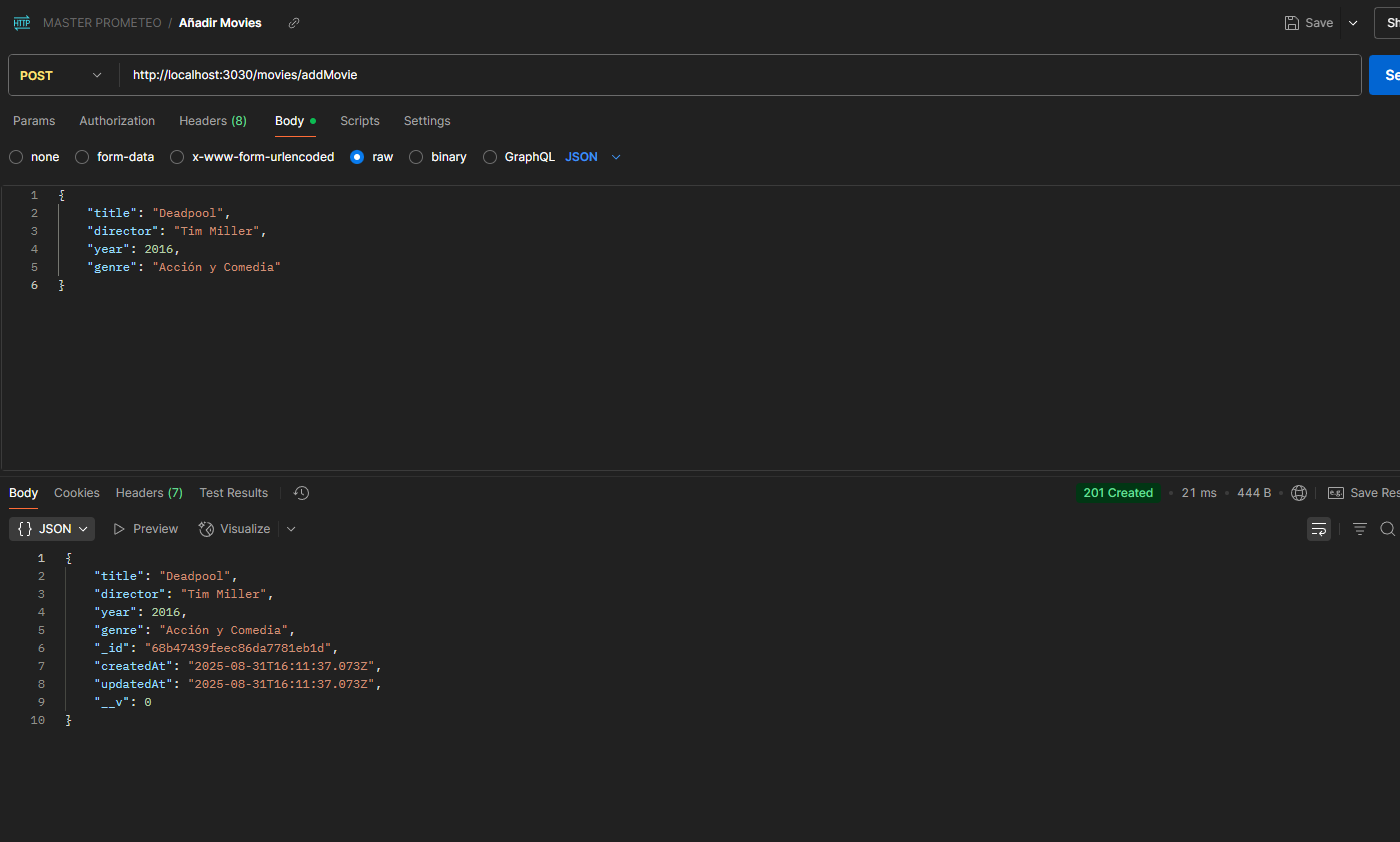 HTTP MASTER PROMETEO / Añadir Movies Save Sh
POST http://localhost:3030/movies/addMovie Se
Params Authorization Headers (8) Body Scripts Settings
none form-data x-www-form-urlencoded raw binary GraphQL JSON
1 {
2 "title": "Deadpool",
3 "director": "Tim Miller",
4 "year": 2016,
5 "genre": "Acción y Comedia"
6 }
Body Cookies Headers (7) Test Results 201 Created • 21 ms • 444 B • e.g. Save Res
{} JSON Preview Visualize
1 {
2 "title": "Deadpool",
3 "director": "Tim Miller",
4 "year": 2016,
5 "genre": "Acción y Comedia",
6 "_id": "68b47439feec86da7781eb1d",
7 "createdAt": "2025-08-31T16:11:37.073Z",
8 "updatedAt": "2025-08-31T16:11:37.073Z",
9 "__v": 0
10 }